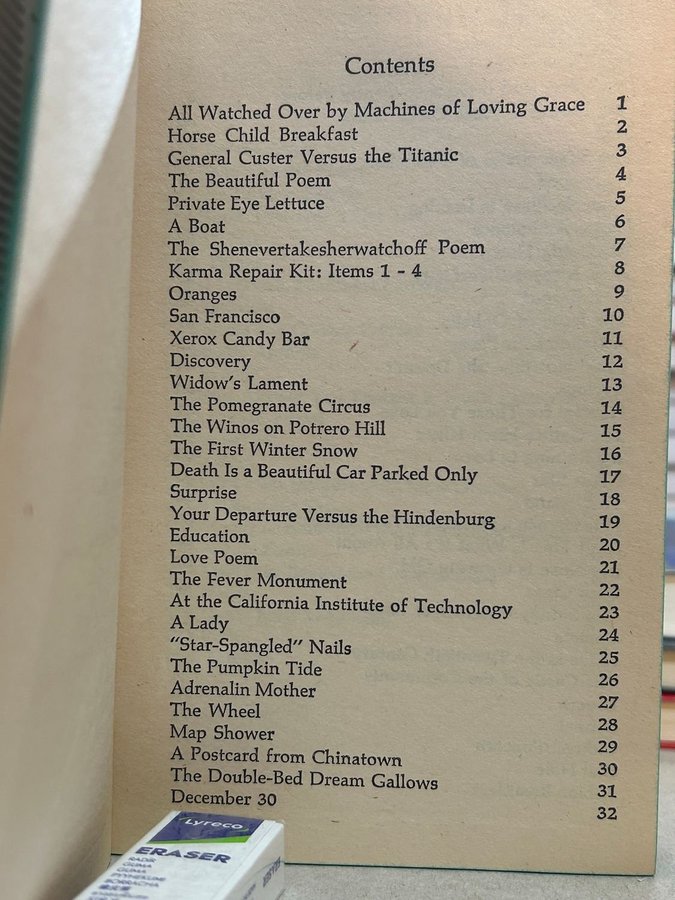 Contents
All Watched Over by Machines of Loving Grace 1
Horse Child Breakfast 2
General Custer Versus the Titanic 3
The Beautiful Poem 4
Private Eye Lettuce 5
A Boat 6
The Shenevertakesherwatchoff Poem 7
Karma Repair Kit: Items 1 - 4 8
Oranges 9
San Francisco 10
Xerox Candy Bar 11
Discovery 12
Widow's Lament 13
The Pomegranate Circus 14
The Winos on Potrero Hill 15
The First Winter Snow 16
Death Is a Beautiful Car Parked Only 17
Surprise 18
Your Departure Versus the Hindenburg 19
Education 20
Love Poem 21
The Fever Monument 22
At the California Institute of Technology 23
A Lady 24
"Star-Spangled" Nails 25
The Pumpkin Tide 26
Adrenalin Mother 27
The Wheel 28
Map Shower 29
A Postcard from Chinatown 30
The Double-Bed Dream Gallows 31
December 30 32
Lyreco
ERASER
RADIR
GUMA
GUMA
PYYHEKUMI
BORRACHA